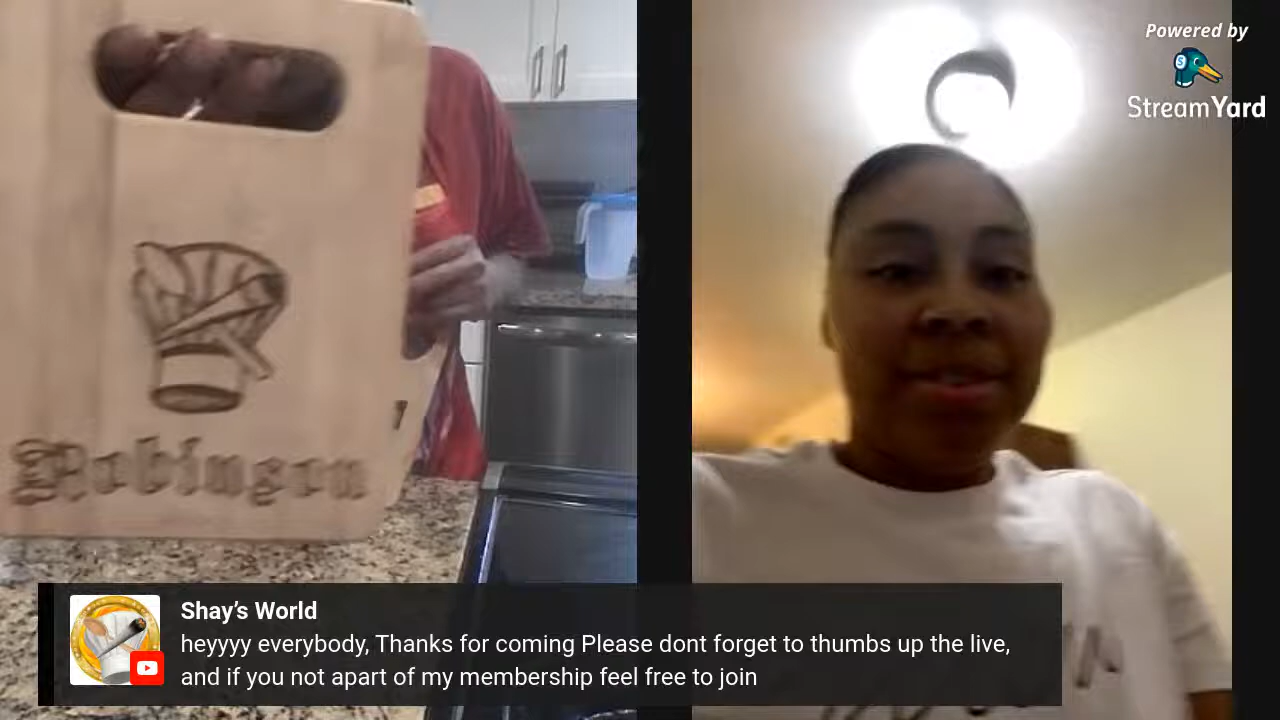 Powered by
StreamYard
Robinson
Shay's World
heyyyy everybody, Thanks for coming Please dont forget to thumbs up the live,
and if you not apart of my membership feel free to join